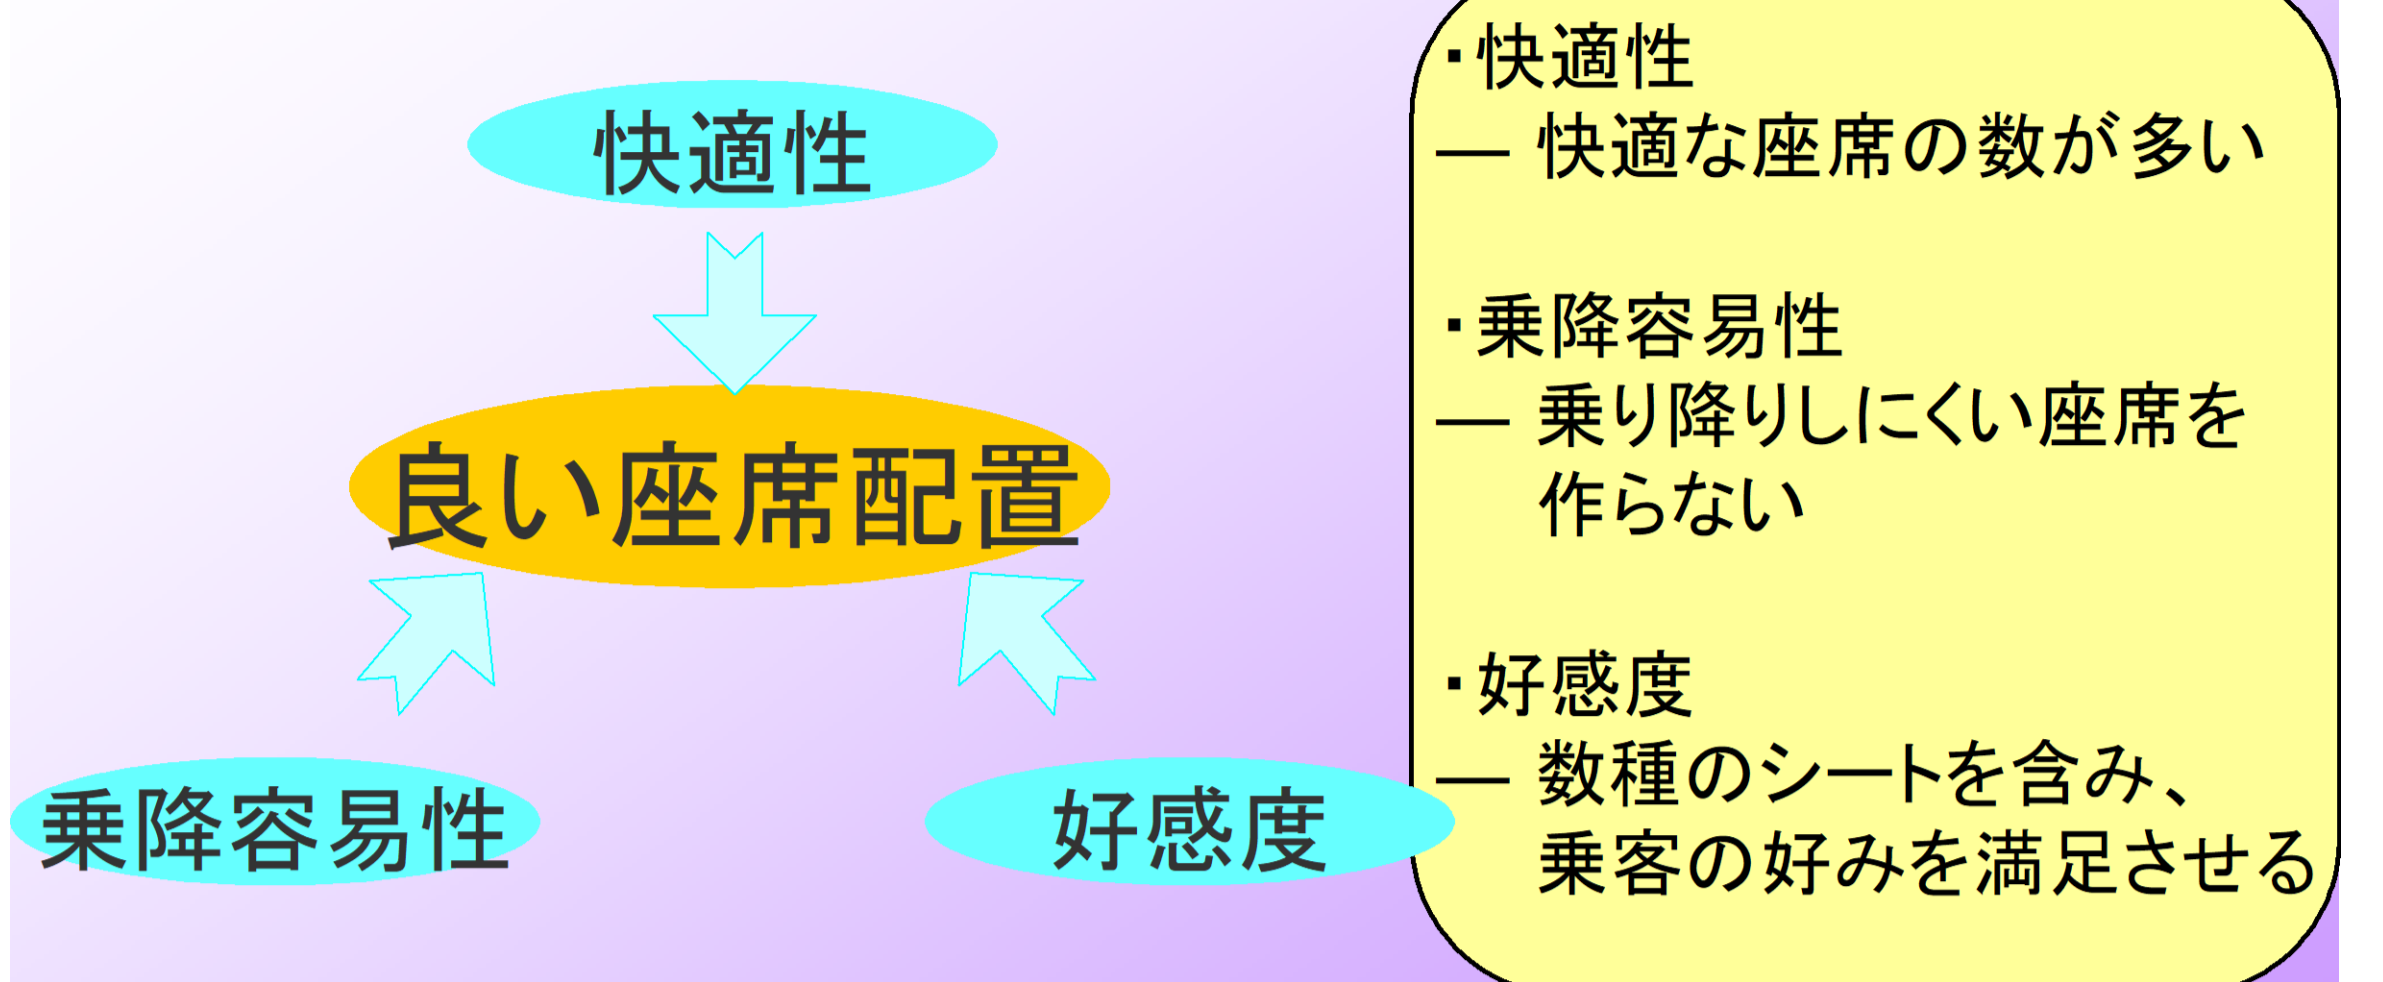 快適性
良い座席配置
乗降容易性
好感度
・快適性
― 快適な座席の数が多い
・乗降容易性
― 乗り降りしにくい座席を
作らない
・好感度
― 数種のシートを含み、
乗客の好みを満足させる